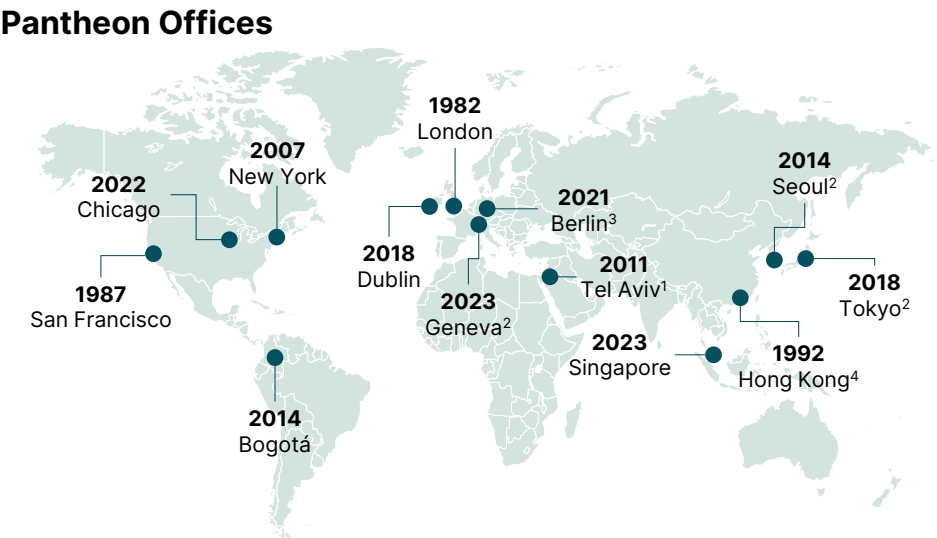 Pantheon Offices
1982
London
2007
New York
2014
Seoul²
2022
Chicago
2021
Berlin³
2018
Dublin
2011
Tel Aviv¹
2018
Tokyo²
1987
San Francisco
2023
Geneva²
2023
Singapore
1992
Hong Kong⁴
2014
Bogotá